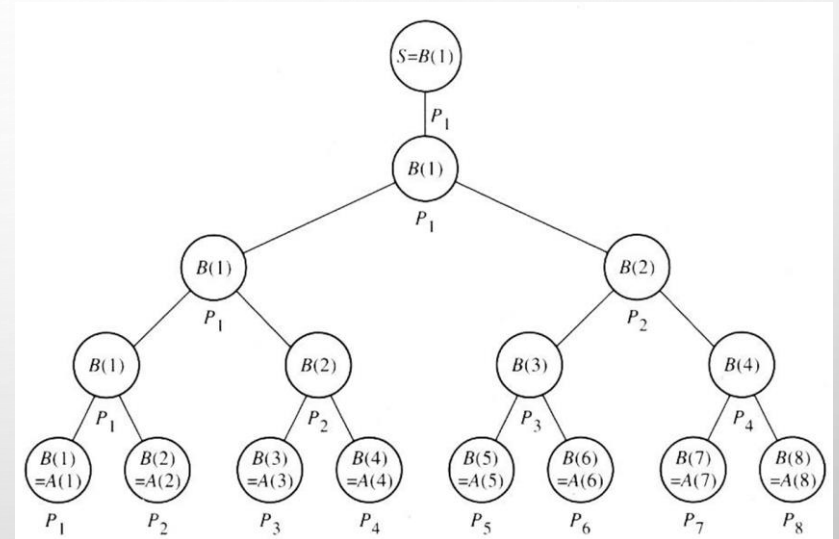 S=B(1)
P1
B(1)
P1
B(1)
B(2)
P1
P2
B(1)
B(2)
B(3)
B(4)
P1
P2
P3
P4
B(1)
=A(1)
B(2)
=A(2)
B(3)
=A(3)
B(4)
=A(4)
B(5)
=A(5)
B(6)
=A(6)
B(7)
=A(7)
B(8)
=A(8)
P1
P2
P3
P4
P5
P6
P7
P8